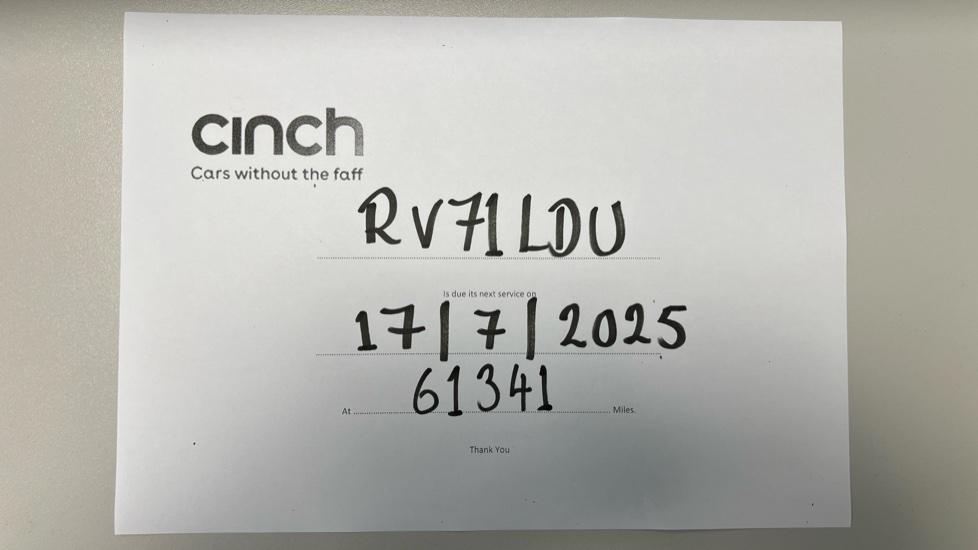 cinch
Cars without the faff
RV71 LDU
Is due its next service on
17/7/2025
At 61341 Miles.
Thank You